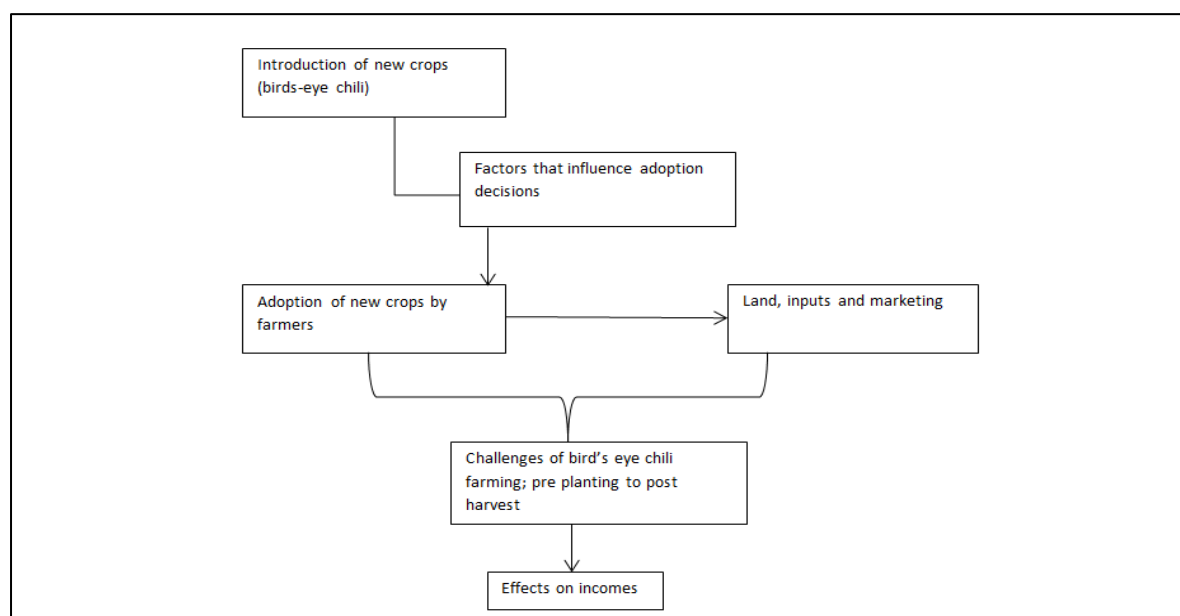 Introduction of new crops
(birds-eye chili)
Factors that influence adoption
decisions
Adoption of new crops by
farmers
Land, inputs and marketing
Challenges of bird’s eye chili
farming; pre planting to post
harvest
Effects on incomes